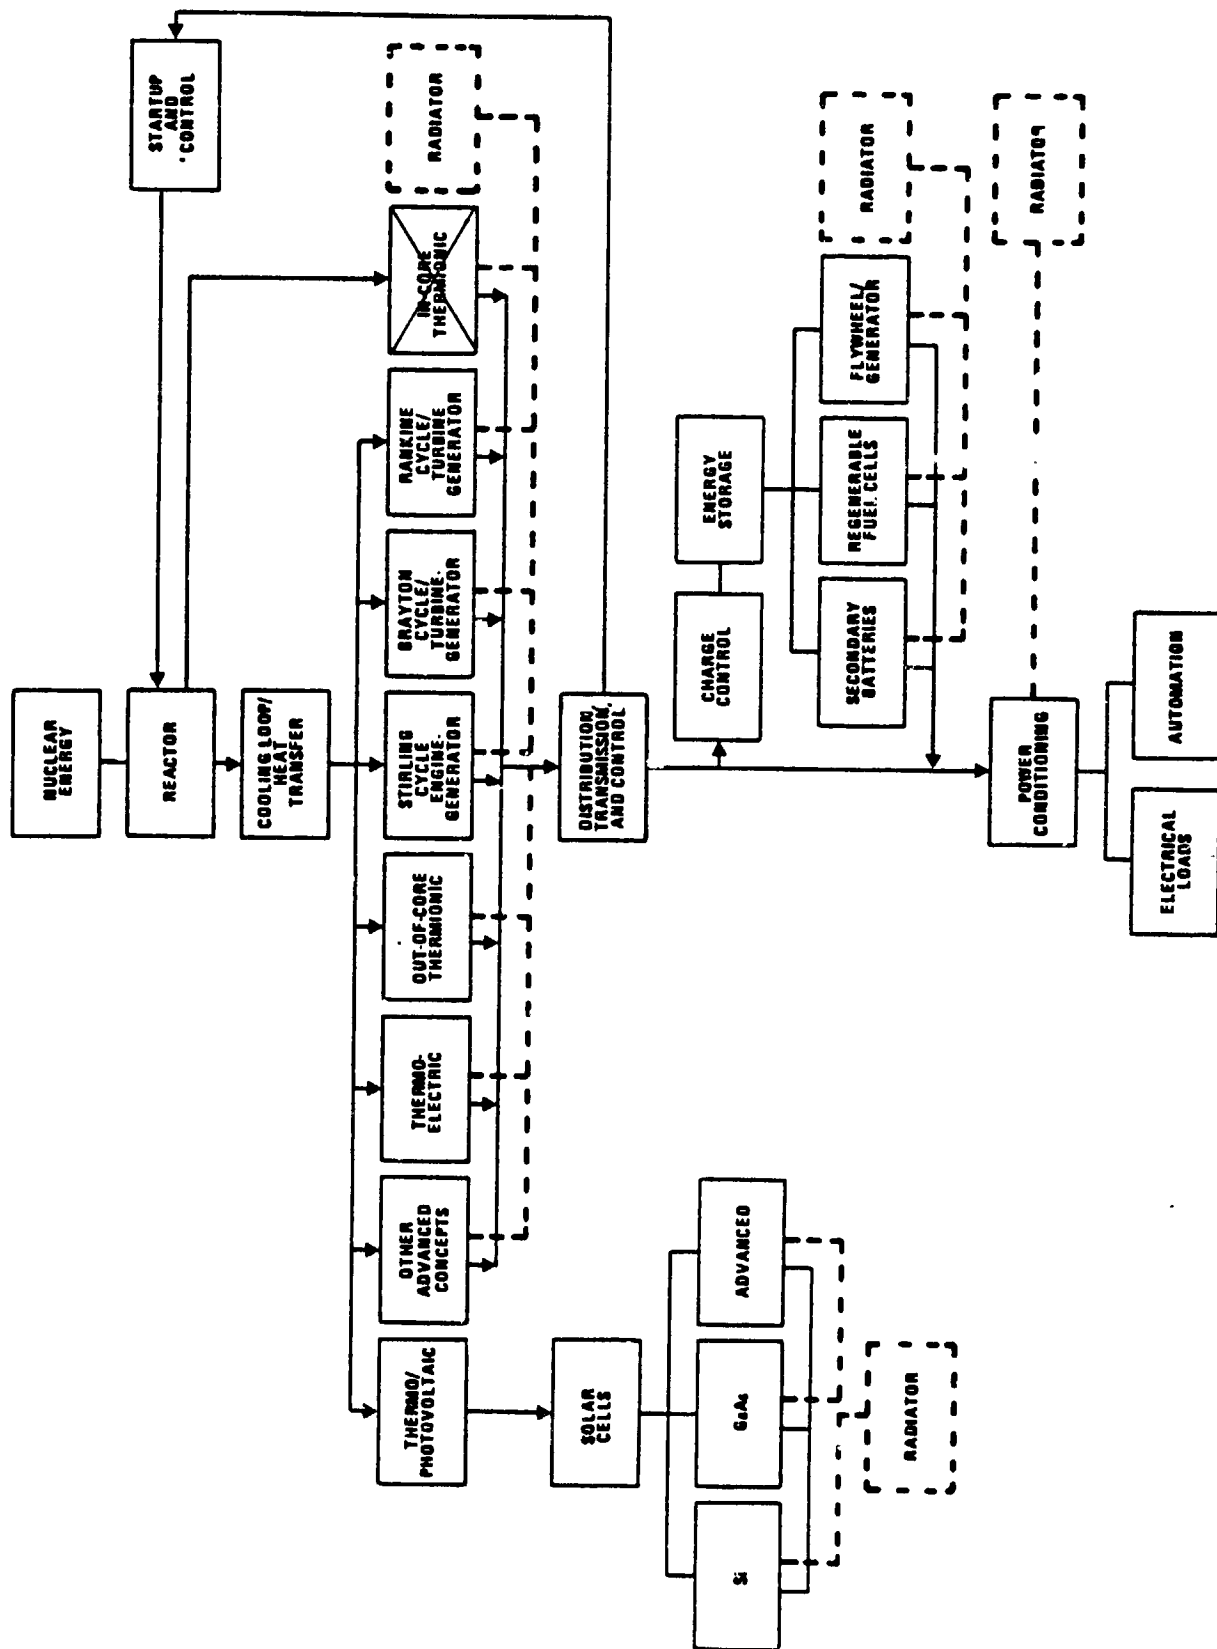 NUCLEAR
ENERGY
REACTOR
STARTUP
AND
CONTROL
COOLING LOOP/
HEAT
TRANSFER
THERMO/
PHOTOVOLTAIC
OTHER
ADVANCED
CONCEPTS
THERMO-
ELECTRIC
OUT-OF-CORE
THERMIONIC
STIRLING
CYCLE
ENGINE-
GENERATOR
BRAYTON
CYCLE/
TURBINE-
GENERATOR
RANKINE
CYCLE/
TURBINE
GENERATOR
IN-CORE
THERMIONIC
RADIATOR
SOLAR
CELLS
DISTRIBUTION,
TRANSMISSION,
AND CONTROL
Si
GaAs
ADVANCED
CHARGE
CONTROL
ENERGY
STORAGE
SECONDARY
BATTERIES
REGENERABLE
FUEL CELLS
FLYWHEEL/
GENERATOR
RADIATOR
RADIATOR
POWER
CONDITIONING
RADIATOR
ELECTRICAL
LOADS
AUTOMATION